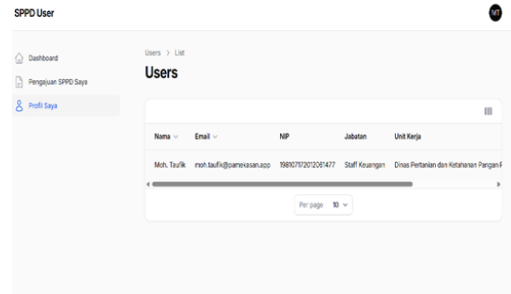 SPPD User
MT
Dashboard
Pengajuan SPPD Saya
Profil Saya
Users > List
Users
Nama Email NIP Jabatan Unit Kerja
Moh. Taufik moh.taufik@pamekasan.app Staff Keuangan Dinas Pertanian dan Ketahanan Pangan P
Per page 10